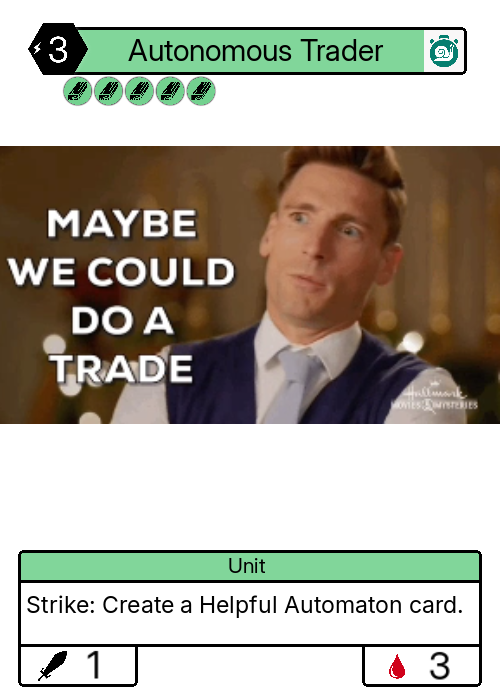 3 Autonomous Trader
MAYBE
WE COULD
DO A
TRADE
Hallmark
MOVIES & MYSTERIES
Unit
Strike: Create a Helpful Automaton card.
1 3